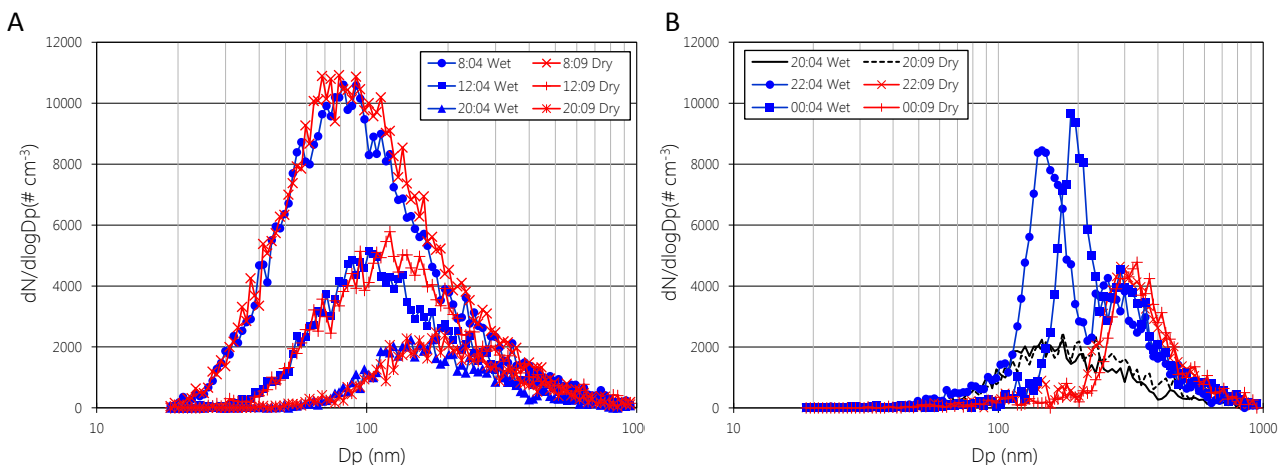 A
12000
10000
8000
6000
4000
2000
0
dN/dlogDp(# cm-3)
8:04 Wet 8:09 Dry
12:04 Wet 12:09 Dry
20:04 Wet 20:09 Dry
10 100 100
Dp (nm)
B
12000
10000
8000
6000
4000
2000
0
dN/dlogDp(# cm-3)
20:04 Wet 20:09 Dry
22:04 Wet 22:09 Dry
00:04 Wet 00:09 Dry
10 100 1000
Dp (nm)